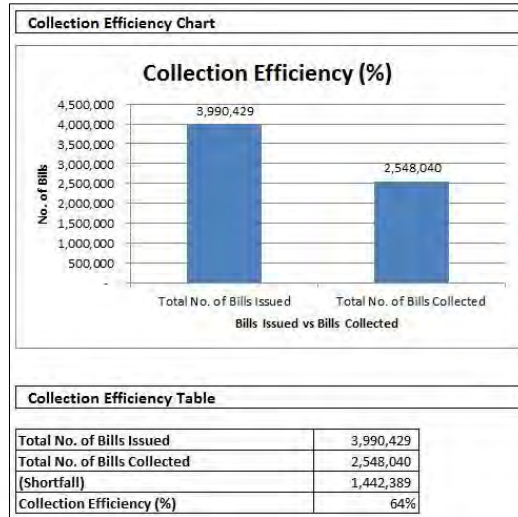 Collection Efficiency Chart
Collection Efficiency (%)
4,500,000
4,000,000
3,500,000
3,000,000
2,500,000
2,000,000
1,500,000
1,000,000
500,000
-
No. of Bills
3,990,429
2,548,040
Total No. of Bills Issued
Total No. of Bills Collected
Bills Issued vs Bills Collected
Collection Efficiency Table
Total No. of Bills Issued 3,990,429
Total No. of Bills Collected 2,548,040
(Shortfall) 1,442,389
Collection Efficiency (%) 64%